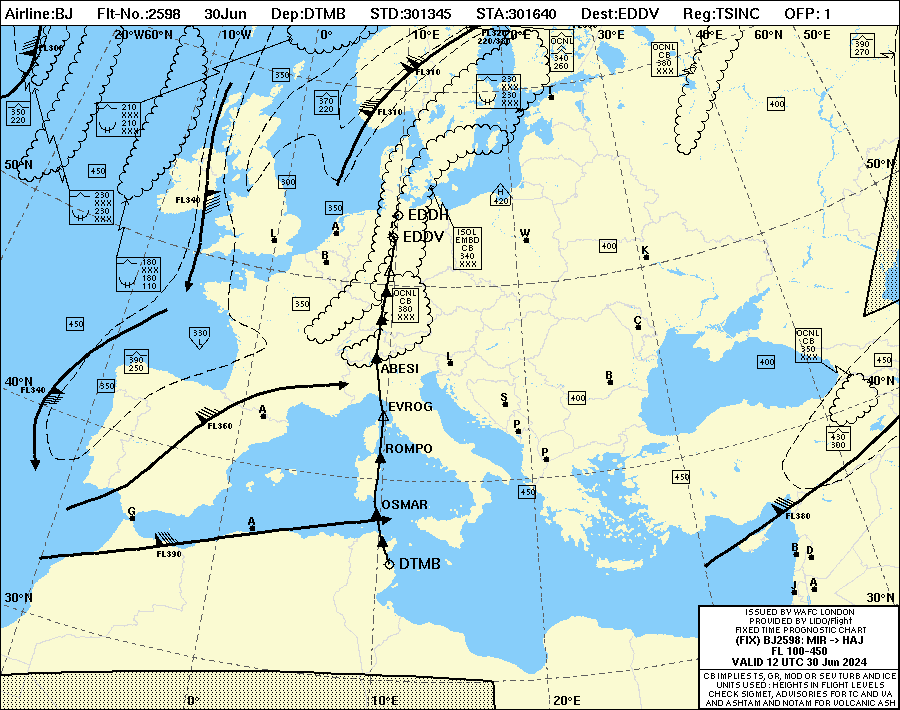 Airline:BJ Flt-No.:2598 30Jun Dep:DTMB STD:301345 STA:301640 Dest:EDDV Reg:TSINC OFP: 1
20°W60°N 10°W 0° 10°E 20°E 30°E 40°E 60°N 50°E
FL300
FL320
220/380
FL310
FL310
OCNL
340
260
OCNL
CB
380
XXX
390
270
350
350
220
210
XXX
210
XXX
370
220
230
XXX
230
XXX
T
400
50°N
50°N
450
300
FL340
230
XXX
230
XXX
350
H
420
EDDH
EDDV
L
A
B
W
K
400
ISOL
EMBD
CB
340
XXX
180
XXX
180
110
350
OCNL
CB
380
XXX
450
330
L
C
OCNL
CB
350
XXX
390
250
L
400
450
ABESI
40°N
40°N
FL340
350
B
EVROG
S
400
A
FL360
P
430
300
ROMPO
P
450
450
OSMAR
G
A
FL380
FL390
DTMB
B
D
J
A
30°N
30°N
ISSUED BY WAFC LONDON
PROVIDED BY LIDO/Flight
FIXED TIME PROGNOSTIC CHART
(FIX) BJ2598: MIR -> HAJ
FL 100-450
VALID 12 UTC 30 Jun 2024
CB IMPLIES TS, GR, MOD OR SEV TURB AND ICE
UNITS USED : HEIGHTS IN FLIGHT LEVELS
CHECK SIGMET, ADVISORIES FOR TC AND VA
AND ASHTAM AND NOTAM FOR VOLCANIC ASH
0° 10°E 20°E